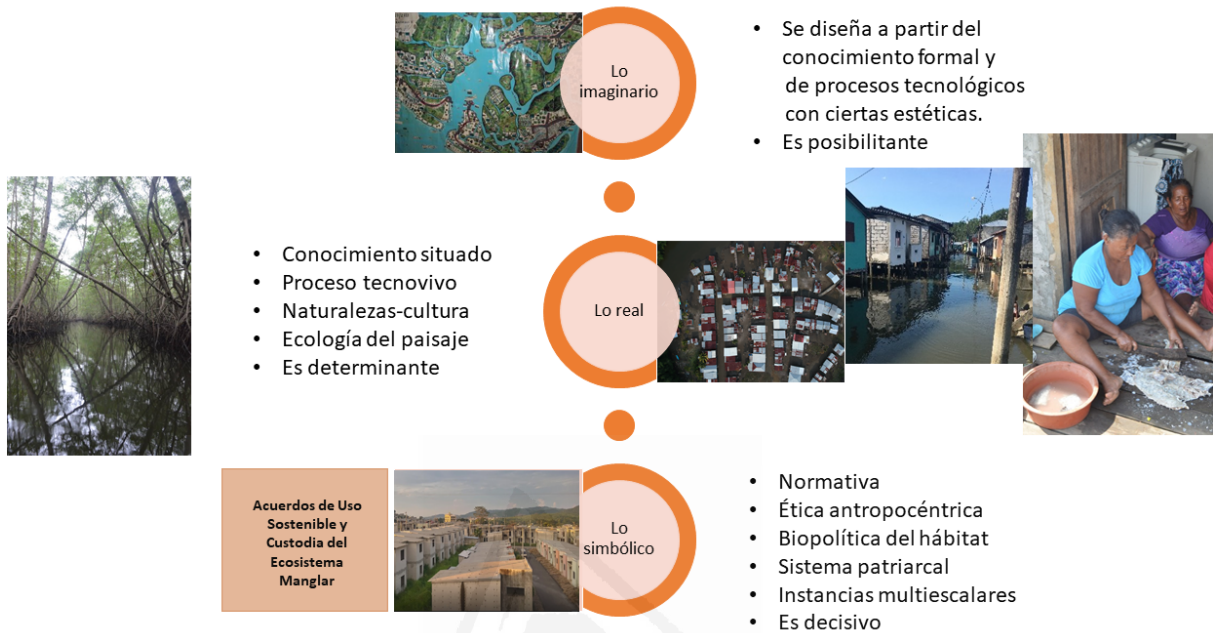 Lo
imaginario
• Se diseña a partir del
conocimiento formal y
de procesos tecnológicos
con ciertas estéticas.
• Es posibilitante
• Conocimiento situado
• Proceso tecnovivo
• Naturalezas-cultura
• Ecología del paisaje
• Es determinante
Lo real
Acuerdos de Uso
Sostenible y
Custodia del
Ecosistema
Manglar
Lo
simbólico
• Normativa
• Ética antropocéntrica
• Biopolítica del hábitat
• Sistema patriarcal
• Instancias multiescalares
• Es decisivo